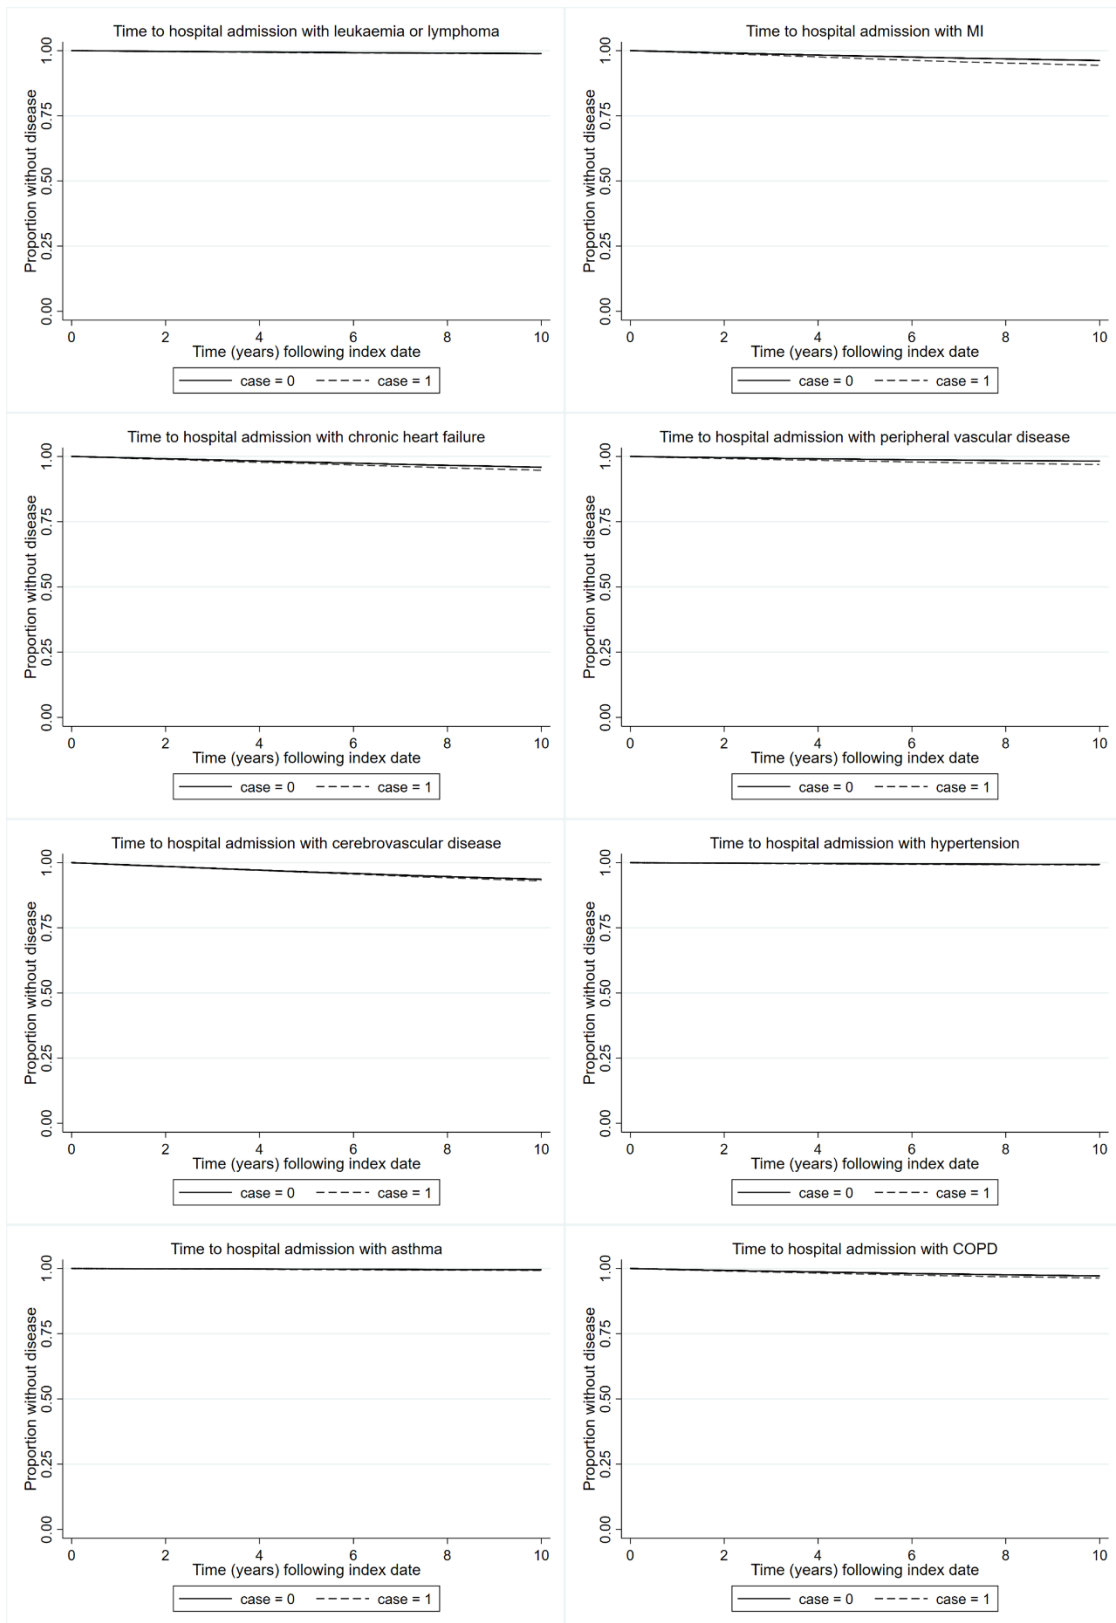 Time to hospital admission with leukaemia or lymphoma
Proportion without disease
1.00
0.75
0.50
0.25
0.00
0 2 4 6 8 10
Time (years) following index date
case = 0 case = 1
Time to hospital admission with MI
Proportion without disease
1.00
0.75
0.50
0.25
0.00
0 2 4 6 8 10
Time (years) following index date
case = 0 case = 1
Time to hospital admission with chronic heart failure
Proportion without disease
1.00
0.75
0.50
0.25
0.00
0 2 4 6 8 10
Time (years) following index date
case = 0 case = 1
Time to hospital admission with peripheral vascular disease
Proportion without disease
1.00
0.75
0.50
0.25
0.00
0 2 4 6 8 10
Time (years) following index date
case = 0 case = 1
Time to hospital admission with cerebrovascular disease
Proportion without disease
1.00
0.75
0.50
0.25
0.00
0 2 4 6 8 10
Time (years) following index date
case = 0 case = 1
Time to hospital admission with hypertension
Proportion without disease
1.00
0.75
0.50
0.25
0.00
0 2 4 6 8 10
Time (years) following index date
case = 0 case = 1
Time to hospital admission with asthma
Proportion without disease
1.00
0.75
0.50
0.25
0.00
0 2 4 6 8 10
Time (years) following index date
case = 0 case = 1
Time to hospital admission with COPD
Proportion without disease
1.00
0.75
0.50
0.25
0.00
0 2 4 6 8 10
Time (years) following index date
case = 0 case = 1